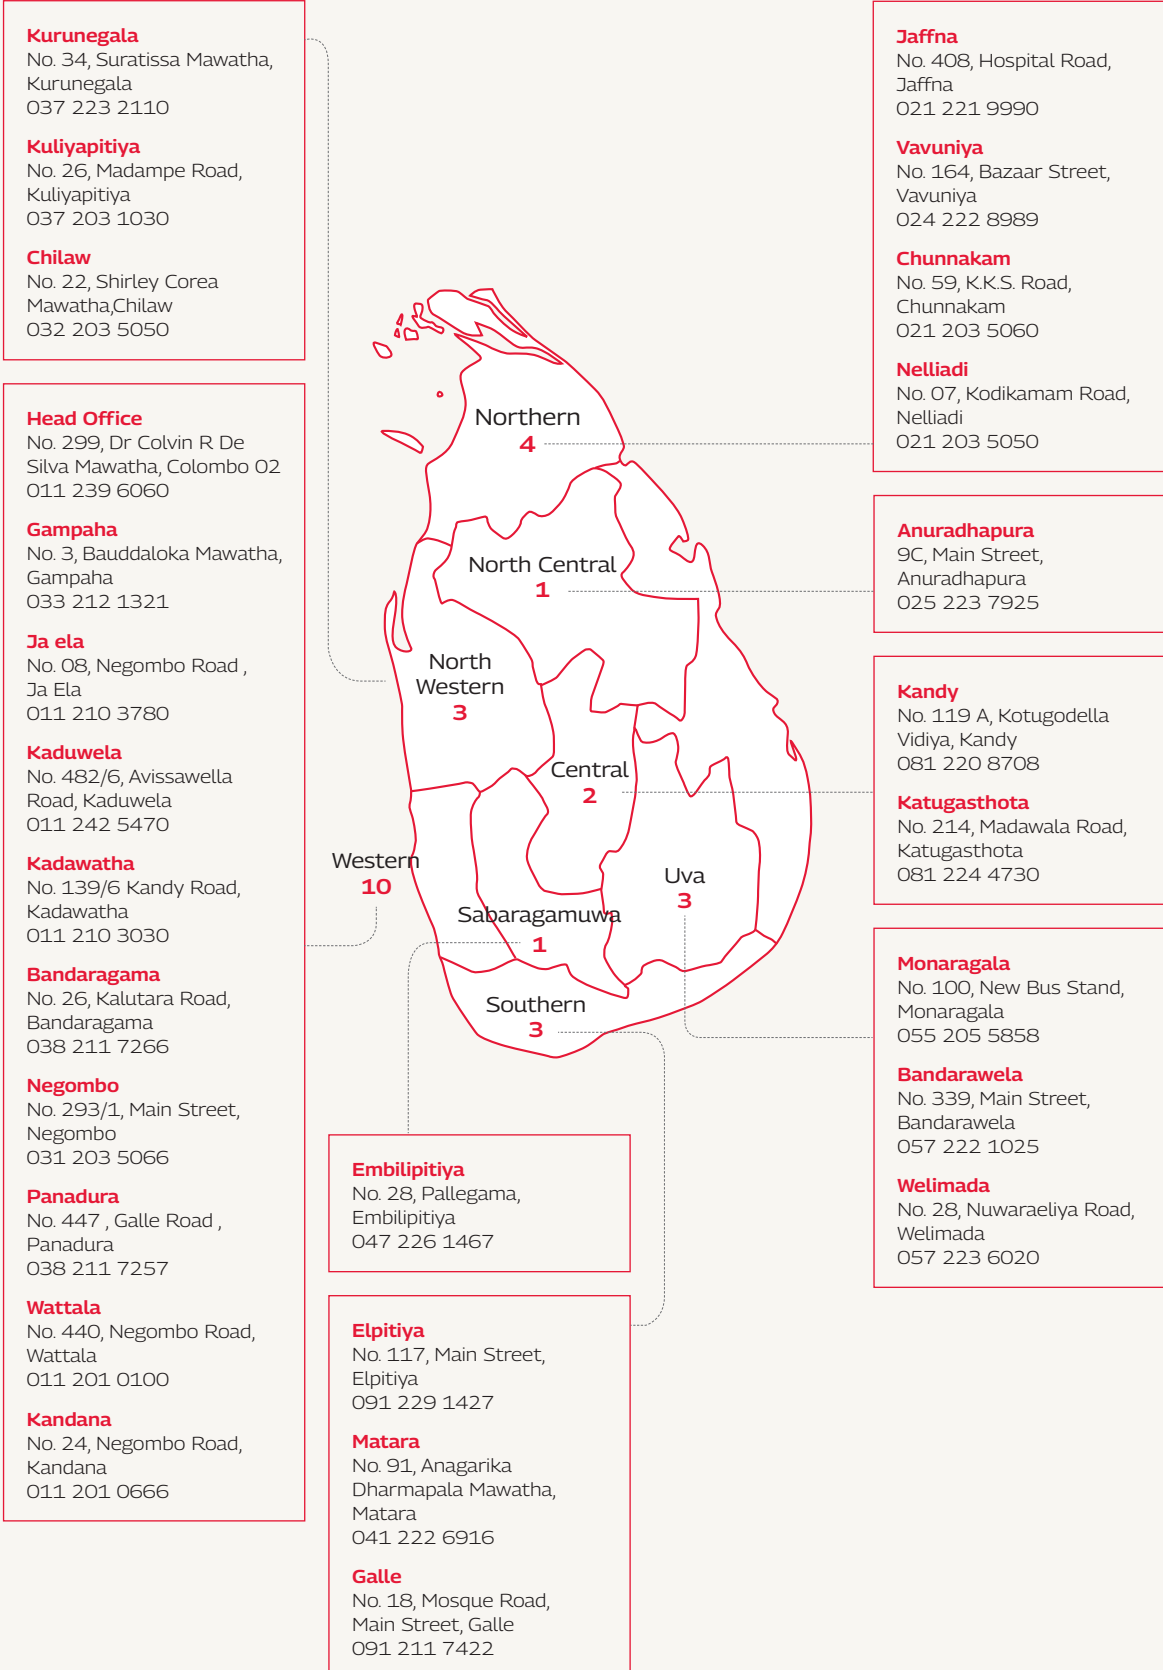 Kurunegala
No. 34, Suratissa Mawatha,
Kurunegala
037 223 2110
Kuliyapitiya
No. 26, Madampe Road,
Kuliyapitiya
037 203 1030
Chilaw
No. 22, Shirley Corea
Mawatha,Chilaw
032 203 5050
Head Office
No. 299, Dr Colvin R De
Silva Mawatha, Colombo 02
011 239 6060
Gampaha
No. 3, Bauddaloka Mawatha,
Gampaha
033 212 1321
Ja ela
No. 08, Negombo Road ,
Ja Ela
011 210 3780
Kaduwela
No. 482/6, Avissawella
Road, Kaduwela
011 242 5470
Kadawatha
No. 139/6 Kandy Road,
Kadawatha
011 210 3030
Bandaragama
No. 26, Kalutara Road,
Bandaragama
038 211 7266
Negombo
No. 293/1, Main Street,
Negombo
031 203 5066
Panadura
No. 447 , Galle Road ,
Panadura
038 211 7257
Wattala
No. 440, Negombo Road,
Wattala
011 201 0100
Kandana
No. 24, Negombo Road,
Kandana
011 201 0666
Northern
4
North Central
1
North
Western
3
Central
2
Western
10
Uva
3
Sabaragamuwa
1
Southern
3
Embilipitiya
No. 28, Pallegama,
Embilipitiya
047 226 1467
Elpitiya
No. 117, Main Street,
Elpitiya
091 229 1427
Matara
No. 91, Anagarika
Dharmapala Mawatha,
Matara
041 222 6916
Galle
No. 18, Mosque Road,
Main Street, Galle
091 211 7422
Jaffna
No. 408, Hospital Road,
Jaffna
021 221 9990
Vavuniya
No. 164, Bazaar Street,
Vavuniya
024 222 8989
Chunnakam
No. 59, K.K.S. Road,
Chunnakam
021 203 5060
Nelliadi
No. 07, Kodikamam Road,
Nelliadi
021 203 5050
Anuradhapura
9C, Main Street,
Anuradhapura
025 223 7925
Kandy
No. 119 A, Kotugodella
Vidiya, Kandy
081 220 8708
Katugasthota
No. 214, Madawala Road,
Katugasthota
081 224 4730
Monaragala
No. 100, New Bus Stand,
Monaragala
055 205 5858
Bandarawela
No. 339, Main Street,
Bandarawela
057 222 1025
Welimada
No. 28, Nuwaraeliya Road,
Welimada
057 223 6020